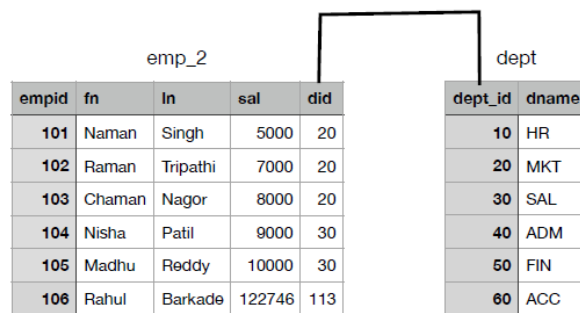 emp_2 dept
empid fn ln sal did dept_id dname
101 Naman Singh 5000 20 10 HR
102 Raman Tripathi 7000 20 20 MKT
103 Chaman Nagor 8000 20 30 SAL
104 Nisha Patil 9000 30 40 ADM
105 Madhu Reddy 10000 30 50 FIN
106 Rahul Barkade 122746 113 60 ACC